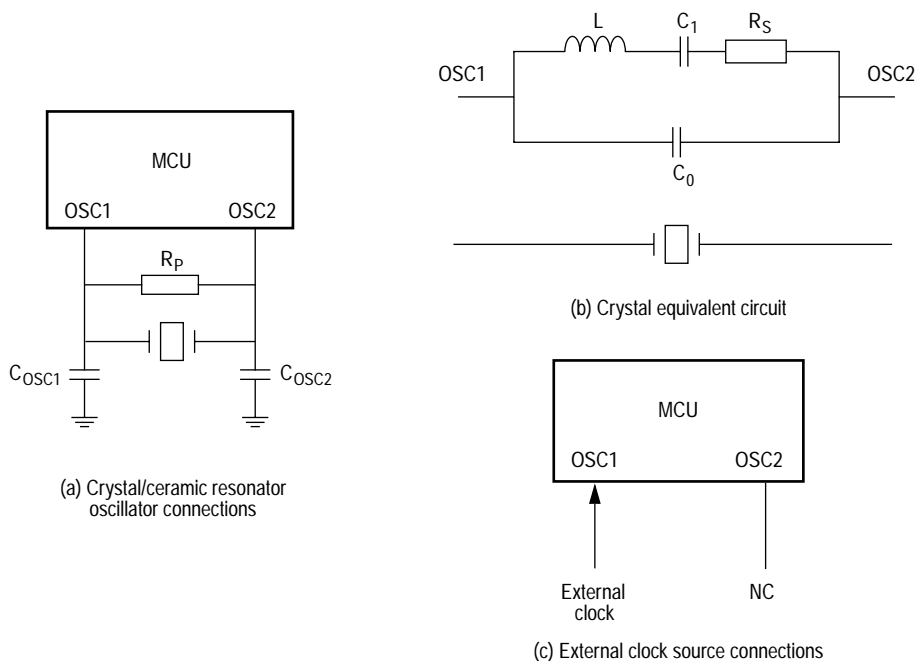 MCU
OSC1 OSC2
R_P
C_OSC1 C_OSC2
(a) Crystal/ceramic resonator
oscillator connections
L C_1 R_S
OSC1 OSC2
C_0
(b) Crystal equivalent circuit
MCU
OSC1 OSC2
External NC
clock
(c) External clock source connections